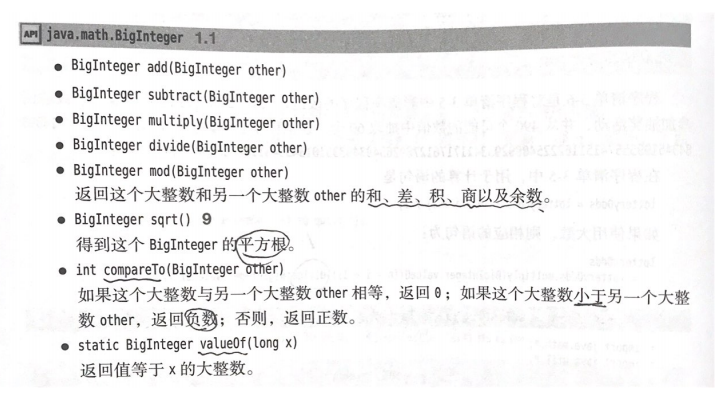 API java.math.BigInteger 1.1
• BigInteger add(BigInteger other)
• BigInteger subtract(BigInteger other)
• BigInteger multiply(BigInteger other)
• BigInteger divide(BigInteger other)
• BigInteger mod(BigInteger other)
返回这个大整数和另一个大整数 other 的和、差、积、商以及余数。
• BigInteger sqrt() 9
得到这个 BigInteger 的平方根。
• int compareTo(BigInteger other)
如果这个大整数与另一个大整数 other 相等，返回 0；如果这个大整数小于另一个大整
数 other，返回负数；否则，返回正数。
• static BigInteger valueOf(long x)
返回值等于 x 的大整数。